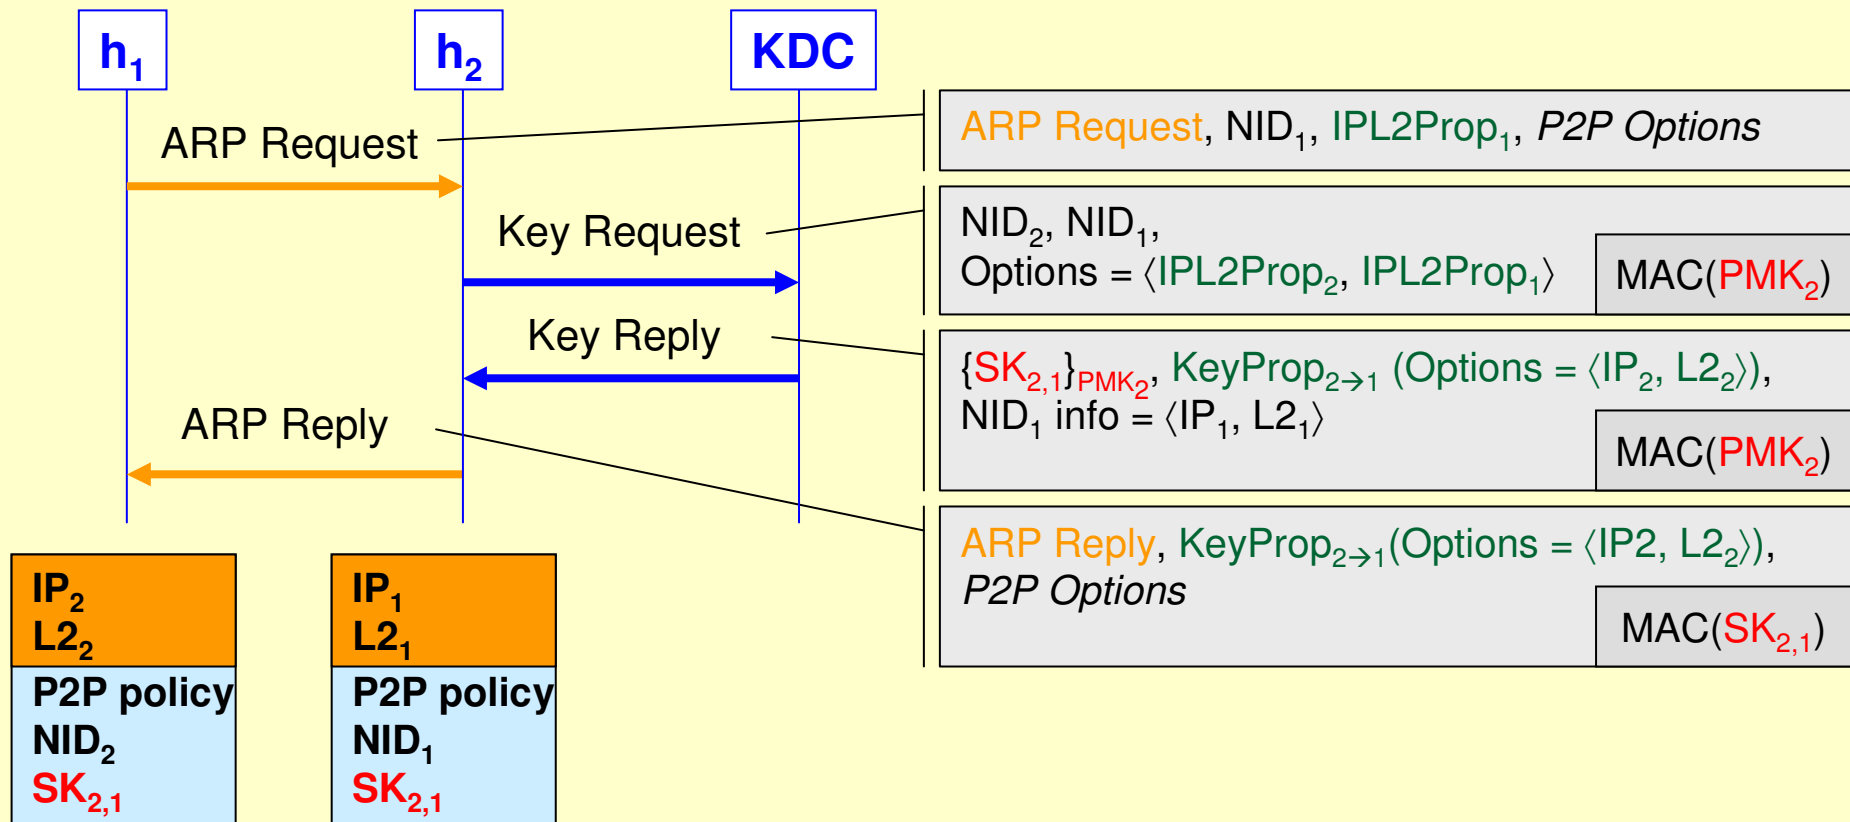 h₁
h₂
KDC
ARP Request
Key Request
Key Reply
ARP Reply
ARP Request, NID₁, IPL2Prop₁, P2P Options
NID₂, NID₁,
Options = ⟨IPL2Prop₂, IPL2Prop₁⟩
MAC(PMK₂)
{SK₂,₁}PMK₂, KeyProp₂→₁ (Options = ⟨IP₂, L2₂⟩),
NID₁ info = ⟨IP₁, L2₁⟩
MAC(PMK₂)
ARP Reply, KeyProp₂→₁(Options = ⟨IP2, L2₂⟩),
P2P Options
MAC(SK₂,₁)
IP₂
L2₂
P2P policy
NID₂
SK₂,₁
IP₁
L2₁
P2P policy
NID₁
SK₂,₁